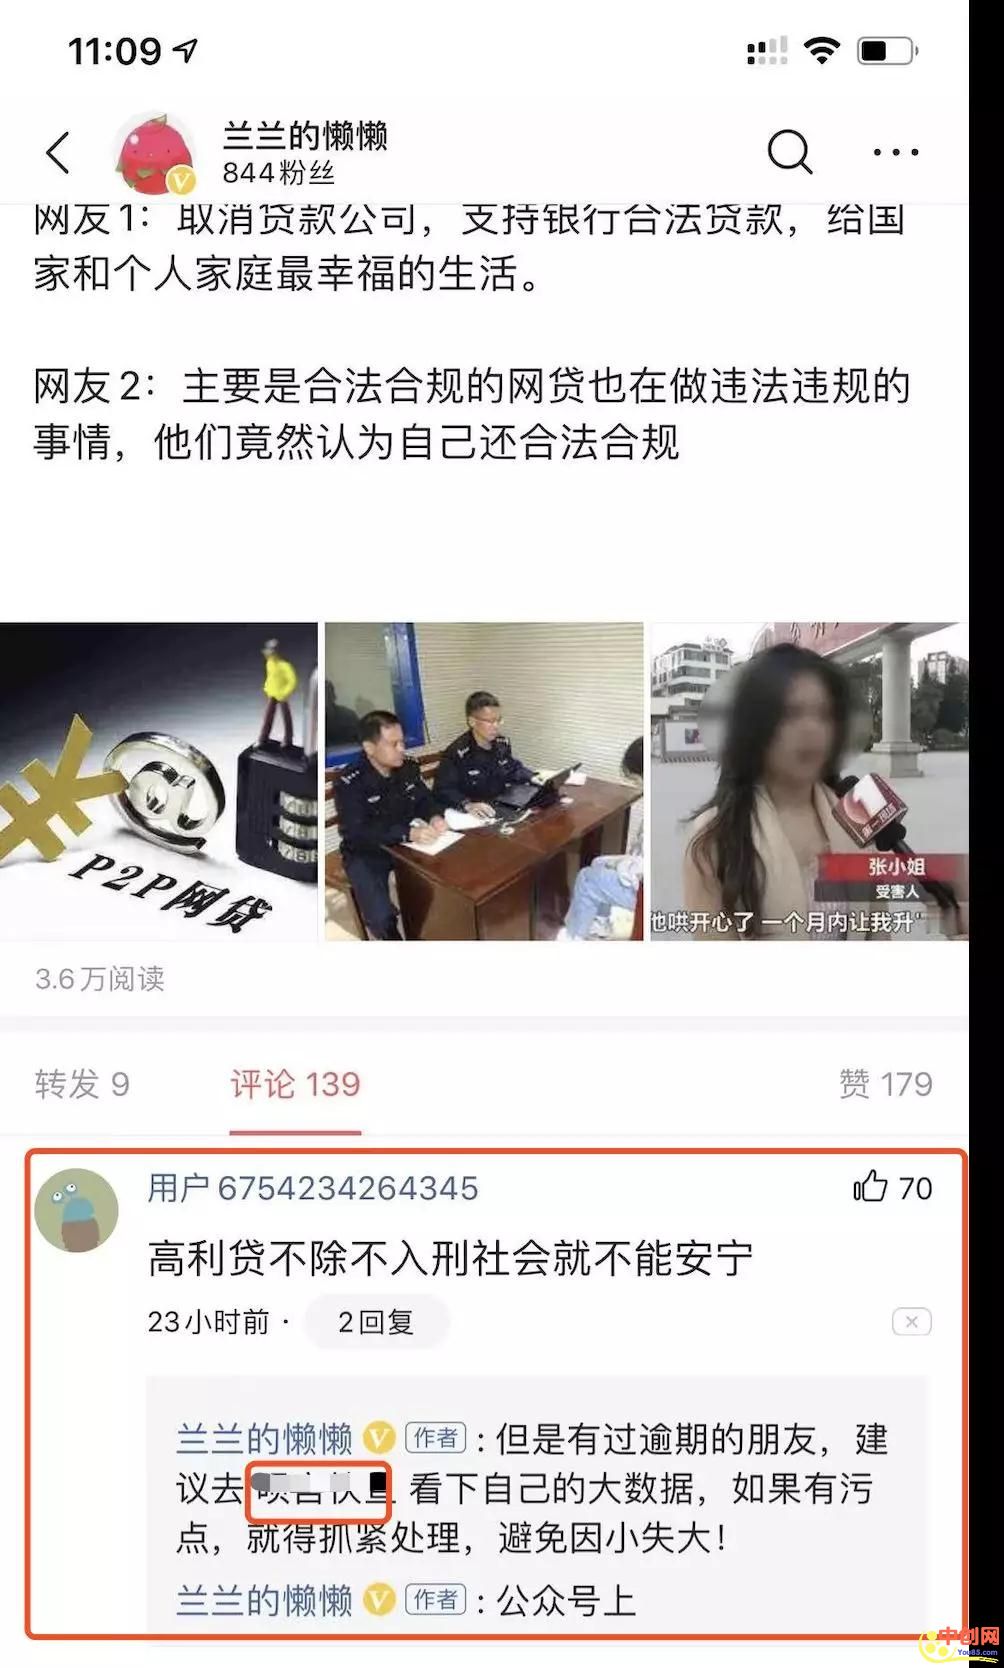 11:09
兰兰的懒懒
844粉丝
网友1：取消贷款公司，支持银行合法贷款，给国
家和个人家庭最幸福的生活。
网友2：主要是合法合规的网贷也在做违法违规的
事情，他们竟然认为自己还合法合规
P2P网贷
张小姐
受害人
他哄开心了 一个月内让我升
3.6万阅读
转发 9
评论 139
赞 179
用户6754234264345
70
高利贷不除不入刑社会就不能安宁
23小时前 ·
2回复
兰兰的懒懒 V 作者：但是有过逾期的朋友，建
议去 看下自己的大数据，如果有污
点，就得抓紧处理，避免因小失大！
兰兰的懒懒 V 作者：公众号上
中创网
You85.com